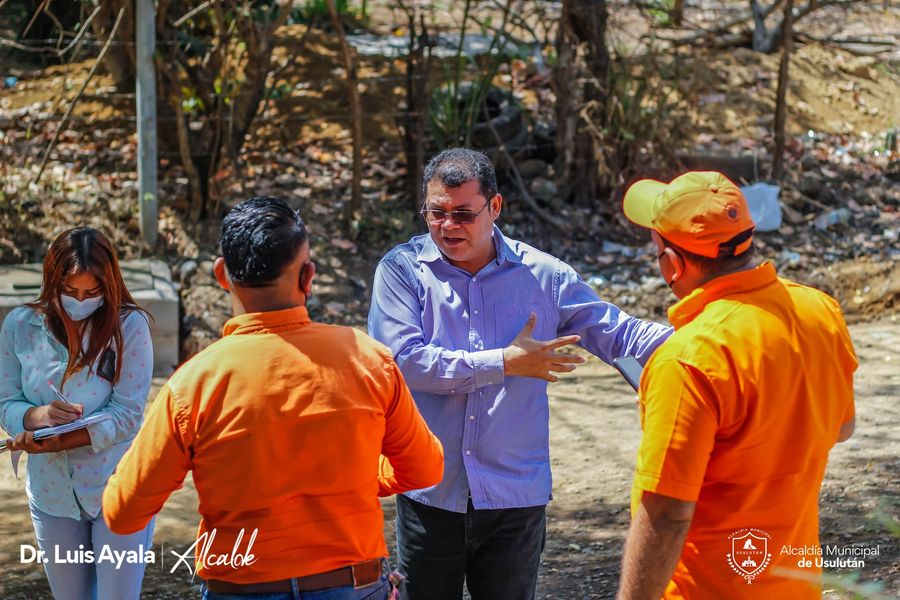 Dr. Luis Ayala | Alcalde
Alcaldía Municipal
de Usulután